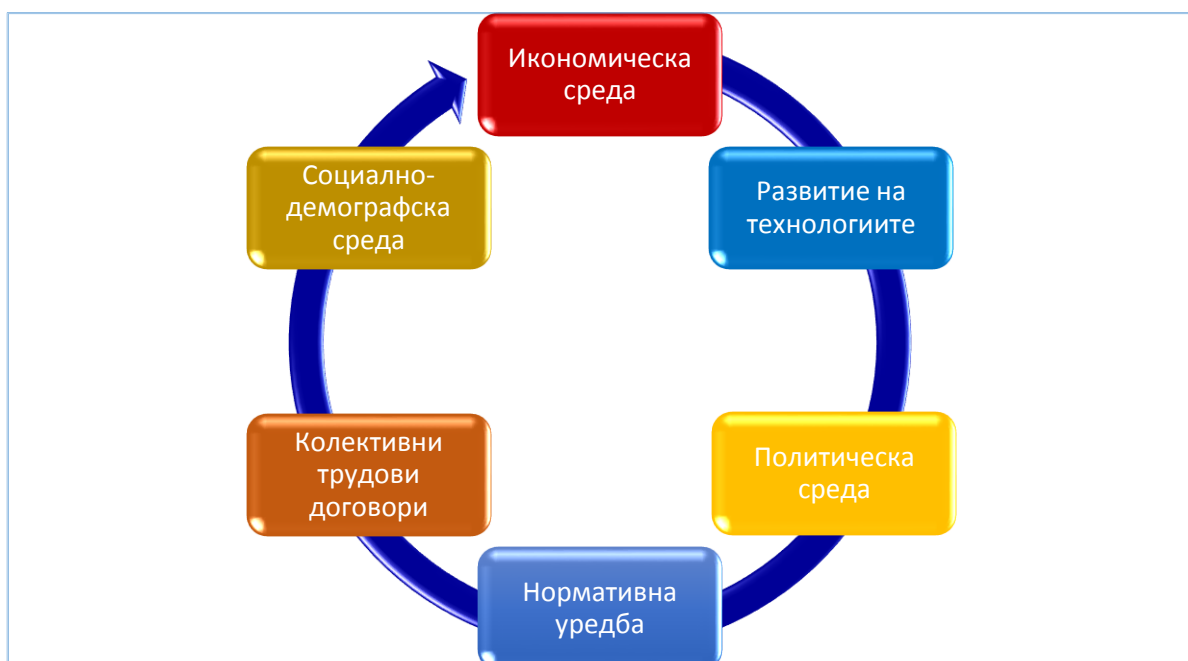 Икономическа
среда
Развитие на
технологиите
Политическа
среда
Нормативна
уредба
Колективни
трудови
договори
Социално-
демографска
среда